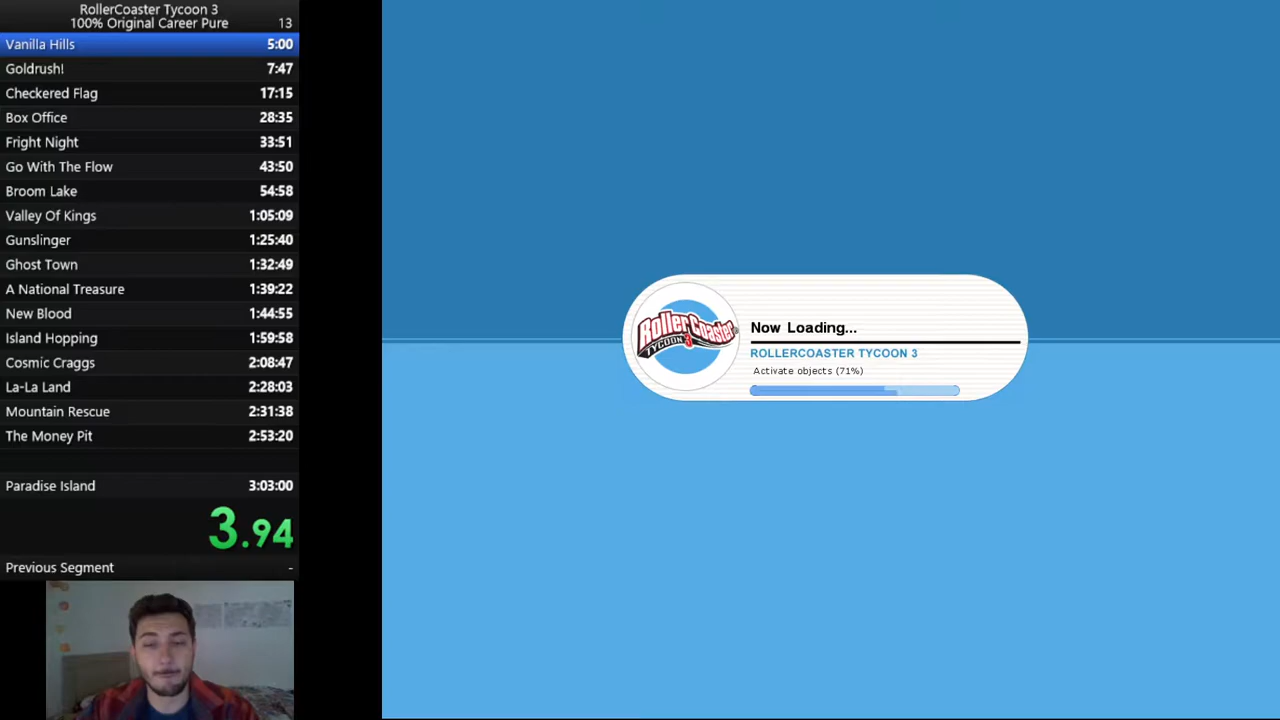 RollerCoaster Tycoon 3
100% Original Career Pure 13
Vanilla Hills 5:00
Goldrush! 7:47
Checkered Flag 17:15
Box Office 28:35
Fright Night 33:51
Go With The Flow 43:50
Broom Lake 54:58
Valley Of Kings 1:05:09
Gunslinger 1:25:40
Ghost Town 1:32:49
A National Treasure 1:39:22
New Blood 1:44:55
Island Hopping 1:59:58
Cosmic Craggs 2:08:47
La-La Land 2:28:03
Mountain Rescue 2:31:38
The Money Pit 2:53:20
Paradise Island 3:03:00
3.94
Previous Segment -
RollerCoaster
TYCOON 3
Now Loading...
ROLLERCOASTER TYCOON 3
Activate objects (71%)